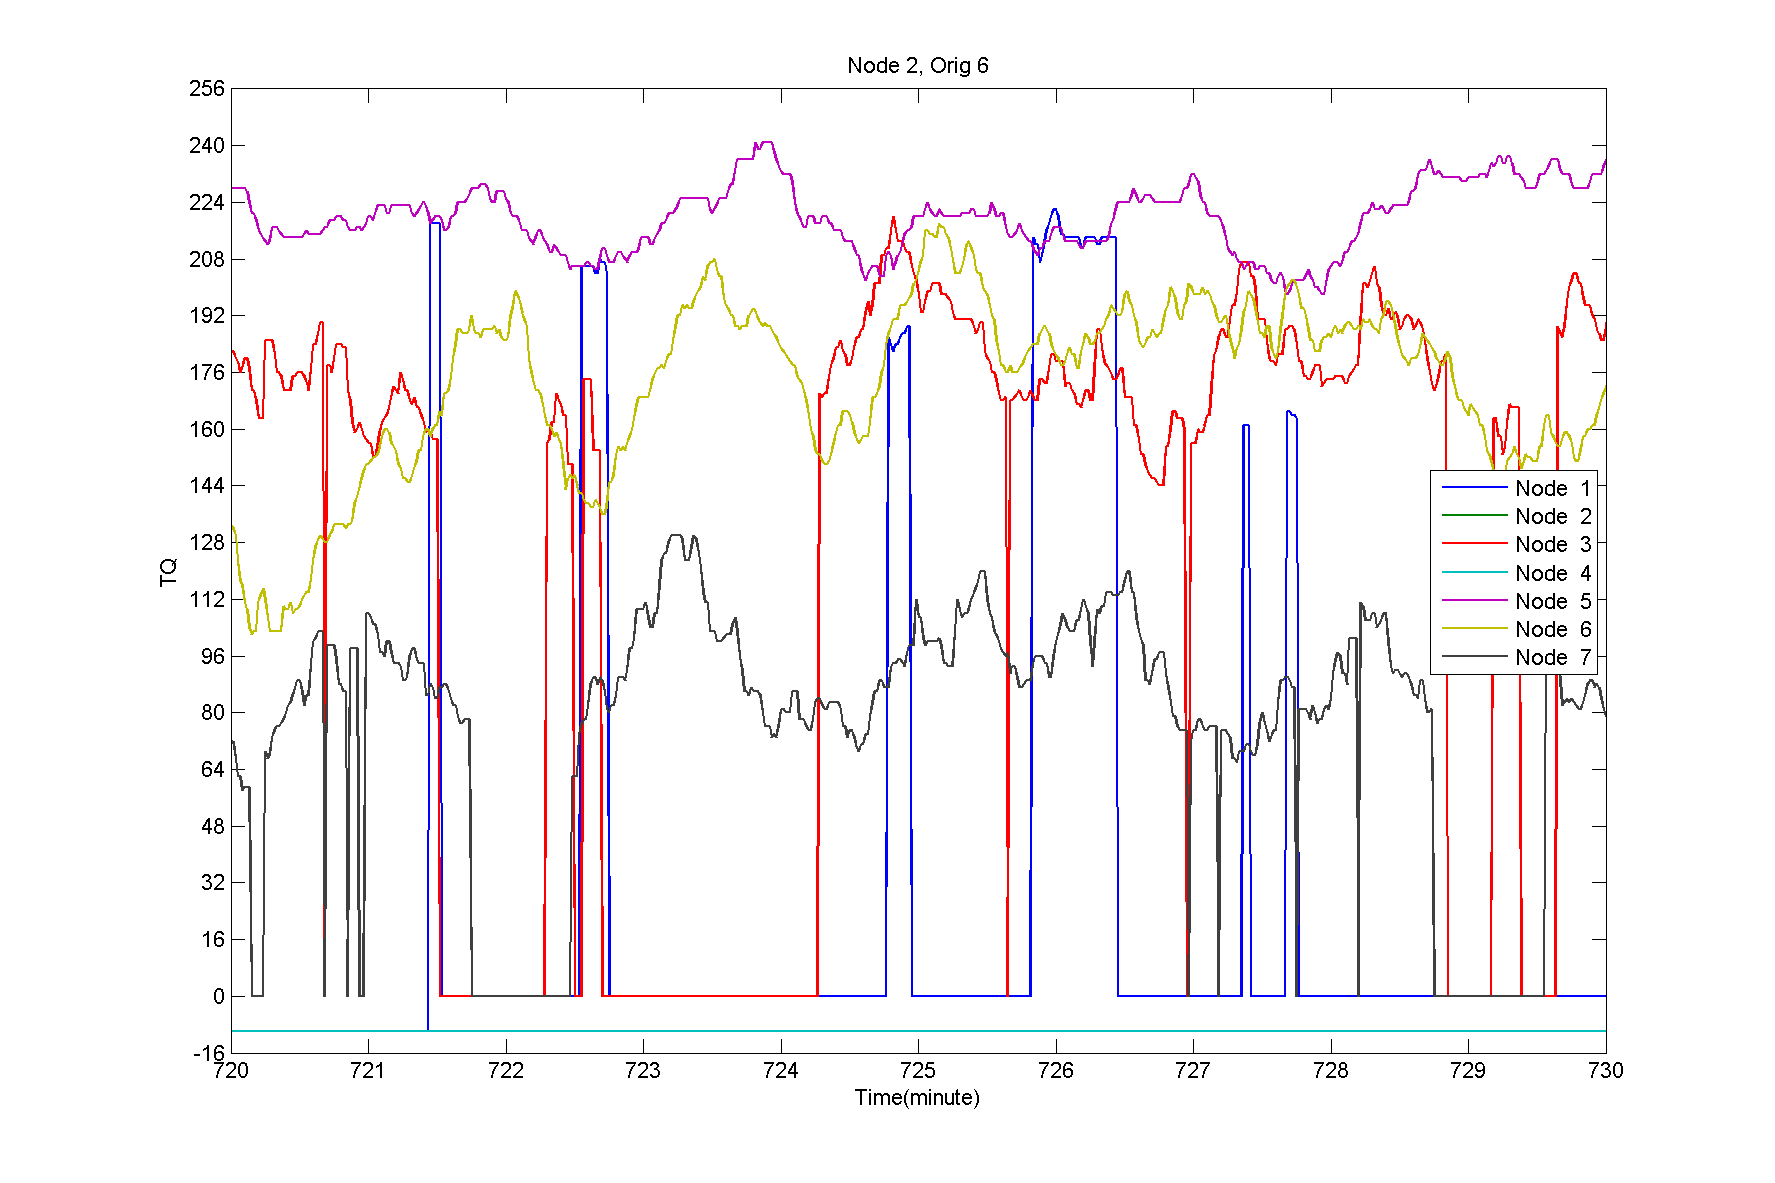 Node 2, Orig 6
256
240
224
208
192
176
160
144
128
112
96
80
64
48
32
16
0
-16
TQ
720 721 722 723 724 725 726 727 728 729 730
Time(minute)
Node 1
Node 2
Node 3
Node 4
Node 5
Node 6
Node 7